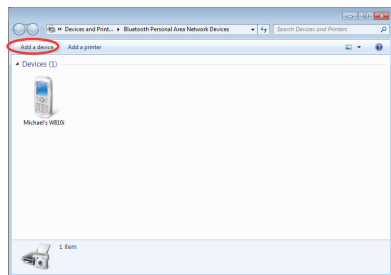 « Devices and Print... ▸ Bluetooth Personal Area Network Devices
Search Devices and Printers
Add a device Add a printer
Devices (1)
Michael's W810i
1 item